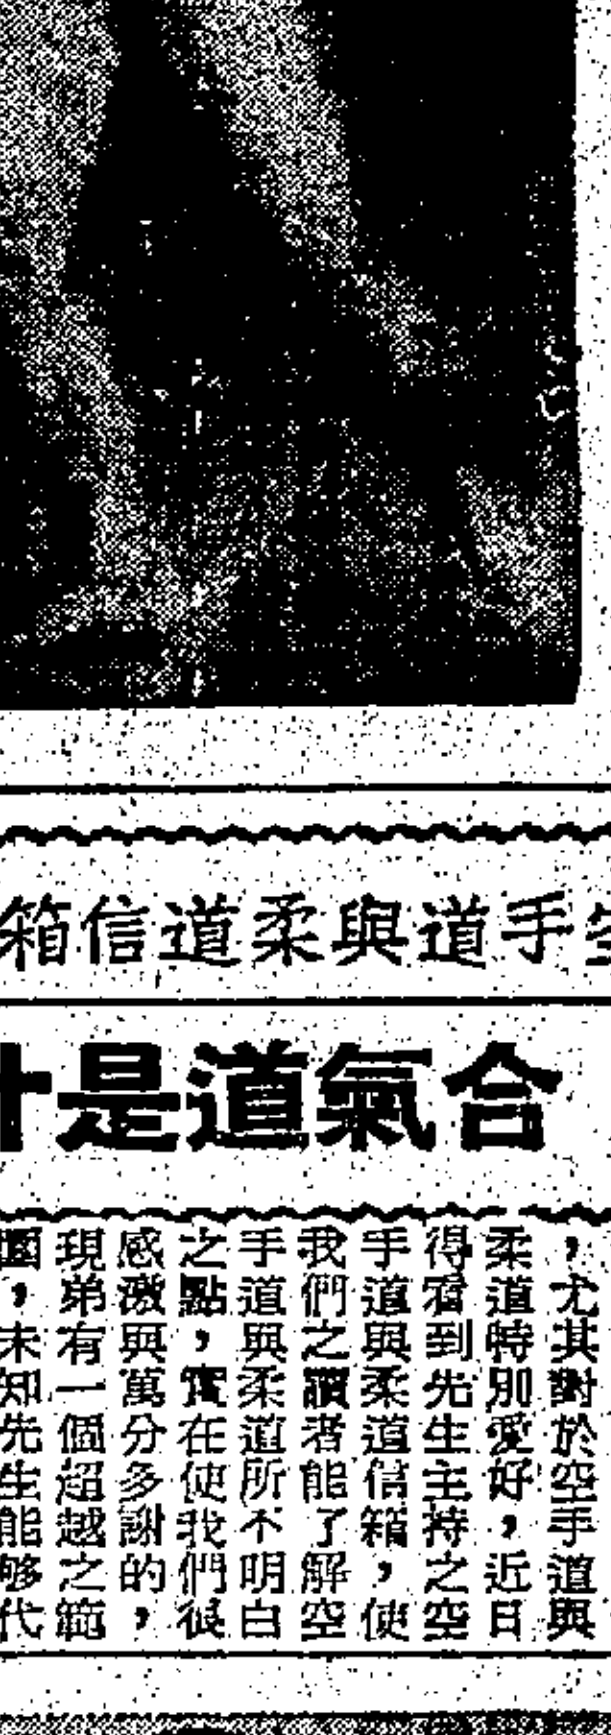 手道與柔道信箱
合氣道是
，尤其對於空手道與
柔道特別愛好，近日
得看到先生主持之空
手道與柔道信箱，使
我們之讀者能了解空
手道與柔道所不明白
之點，實在使我們很
感激與萬分多謝的，
現弟有一個超越之範
圍，未知先生能够代